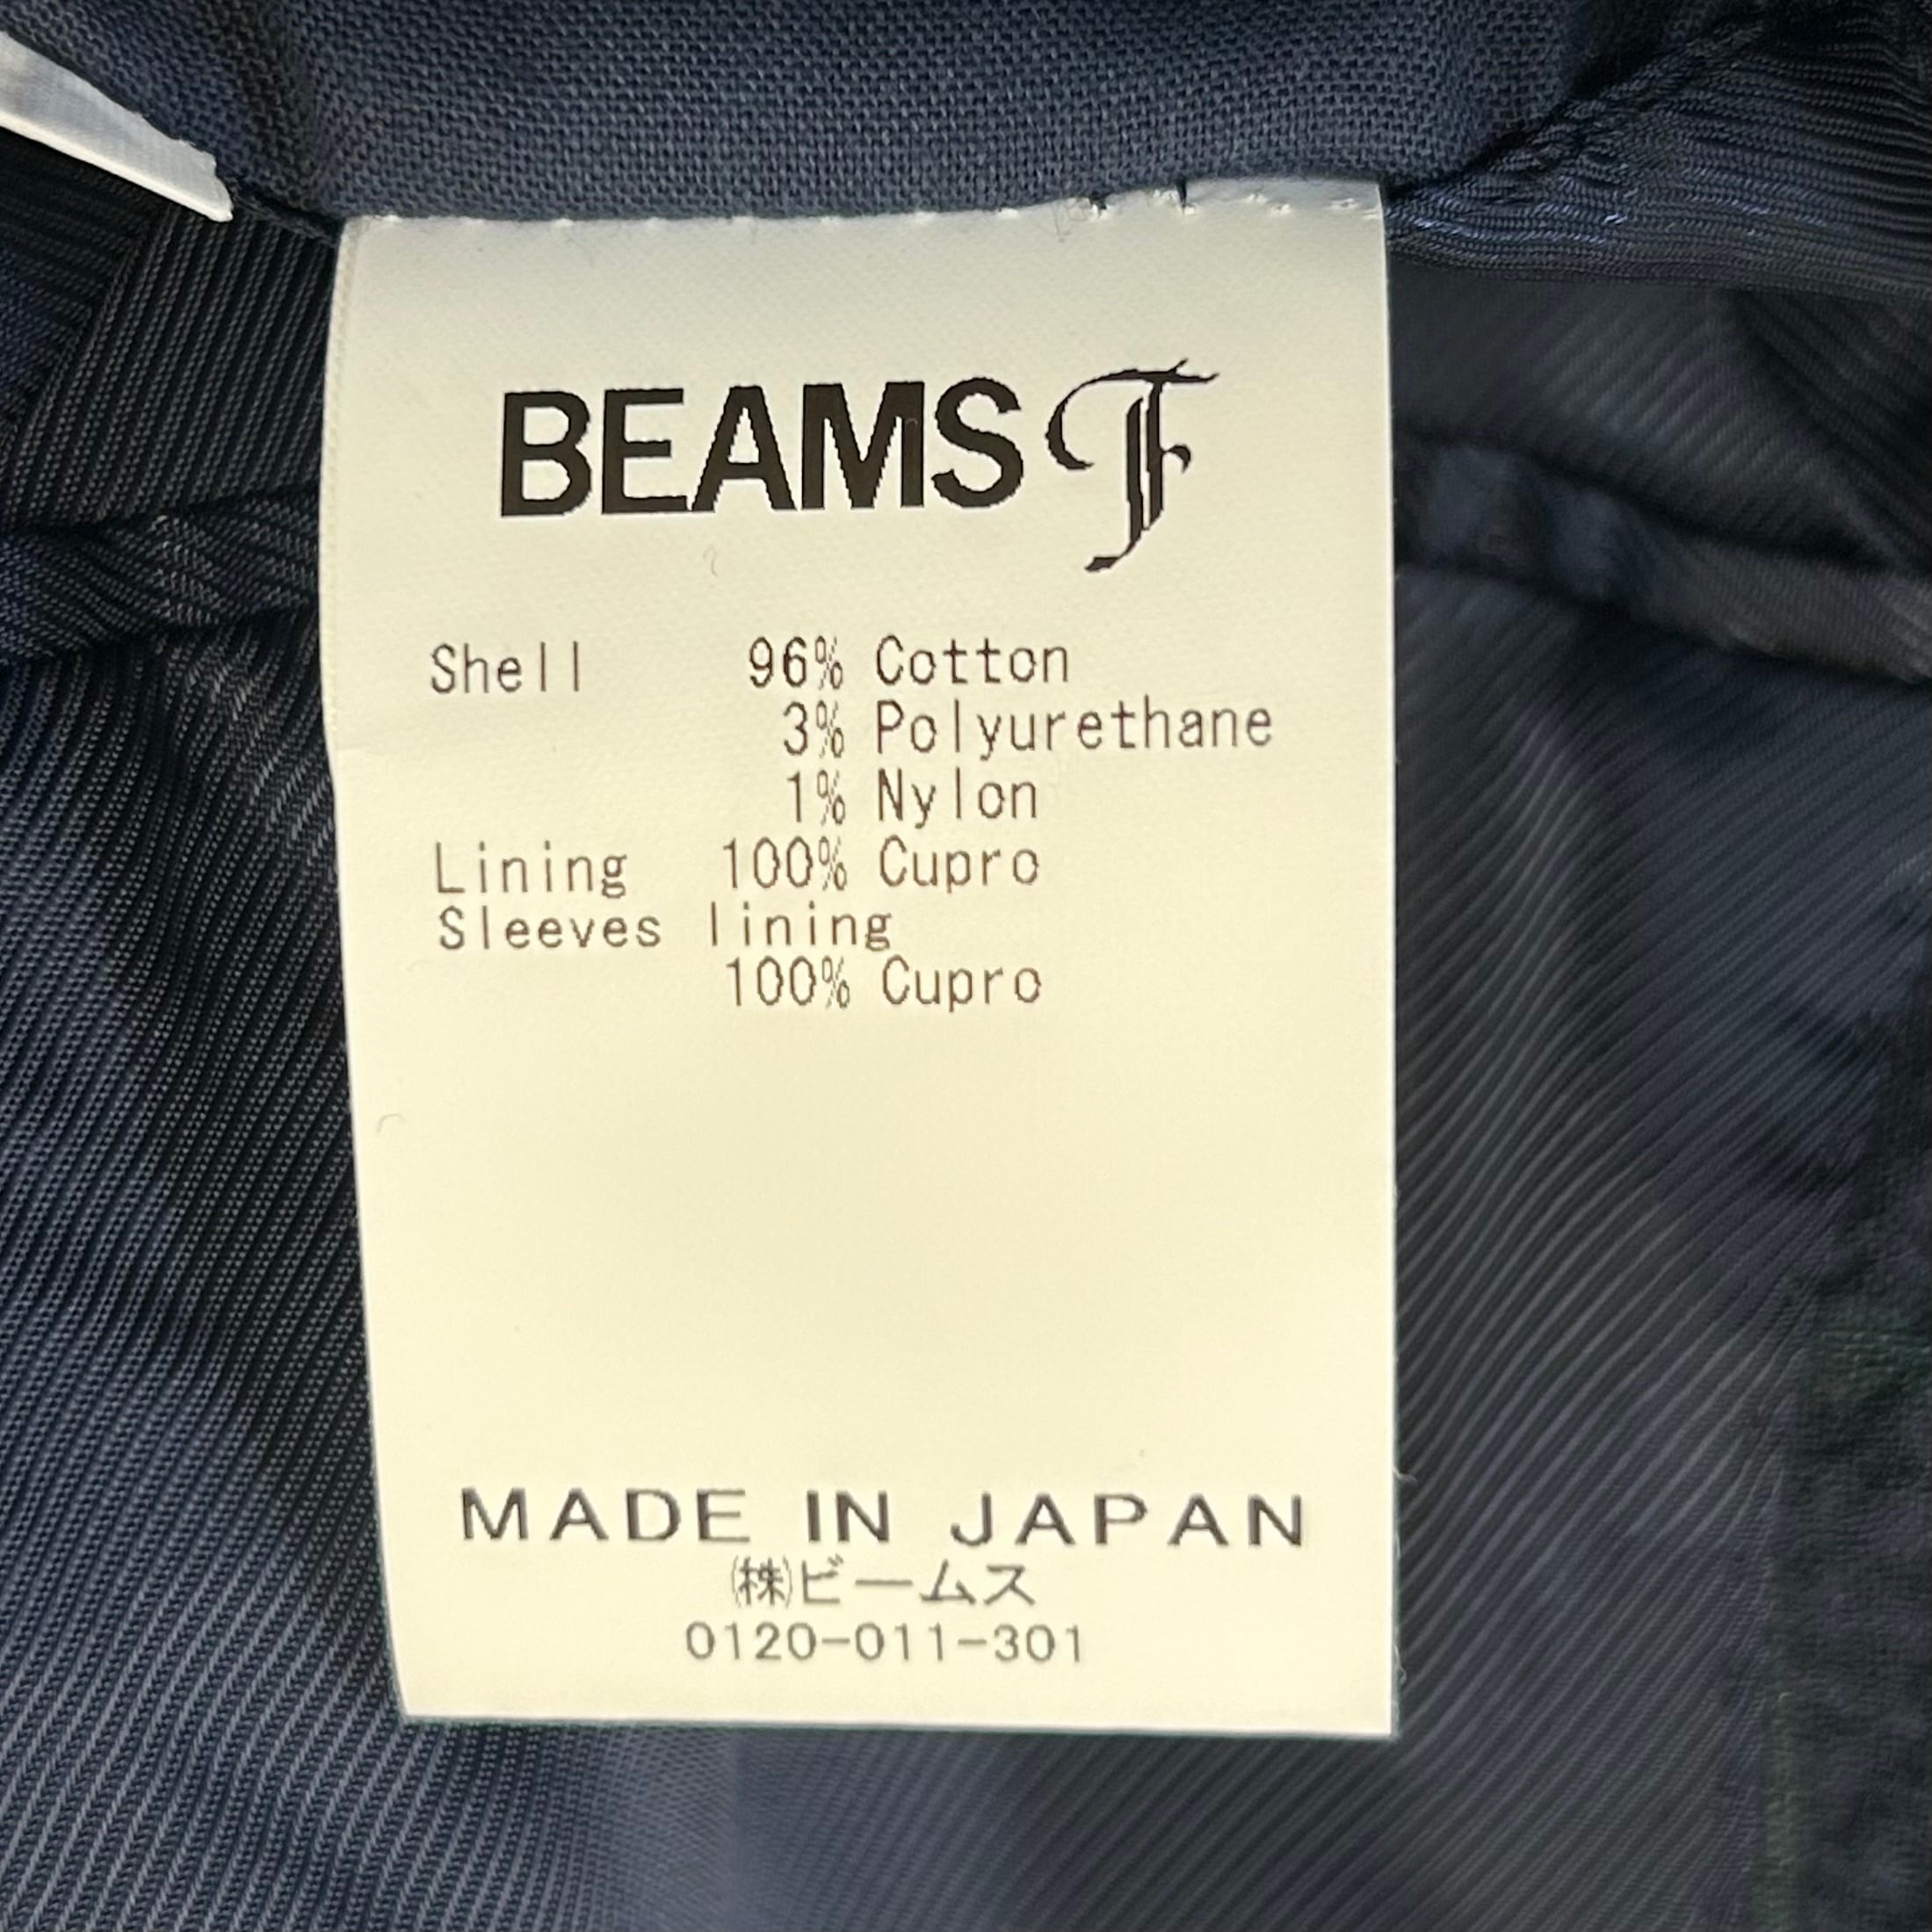 BEAMS F
Shell 96% Cotton
3% Polyurethane
1% Nylon
Lining 100% Cupro
Sleeves lining
100% Cupro
MADE IN JAPAN
㈱ビームス
0120-011-301